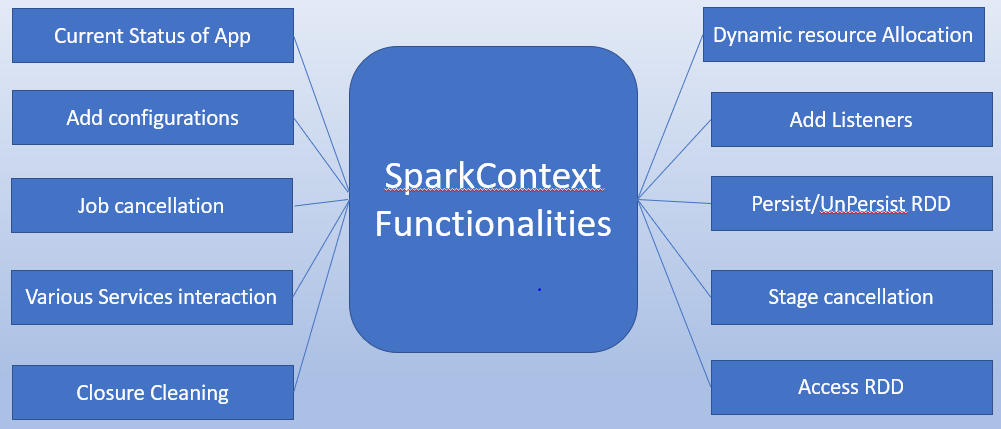 Current Status of App
Add configurations
Job cancellation
Various Services interaction
Closure Cleaning
SparkContext
Functionalities
Dynamic resource Allocation
Add Listeners
Persist/UnPersist RDD
Stage cancellation
Access RDD